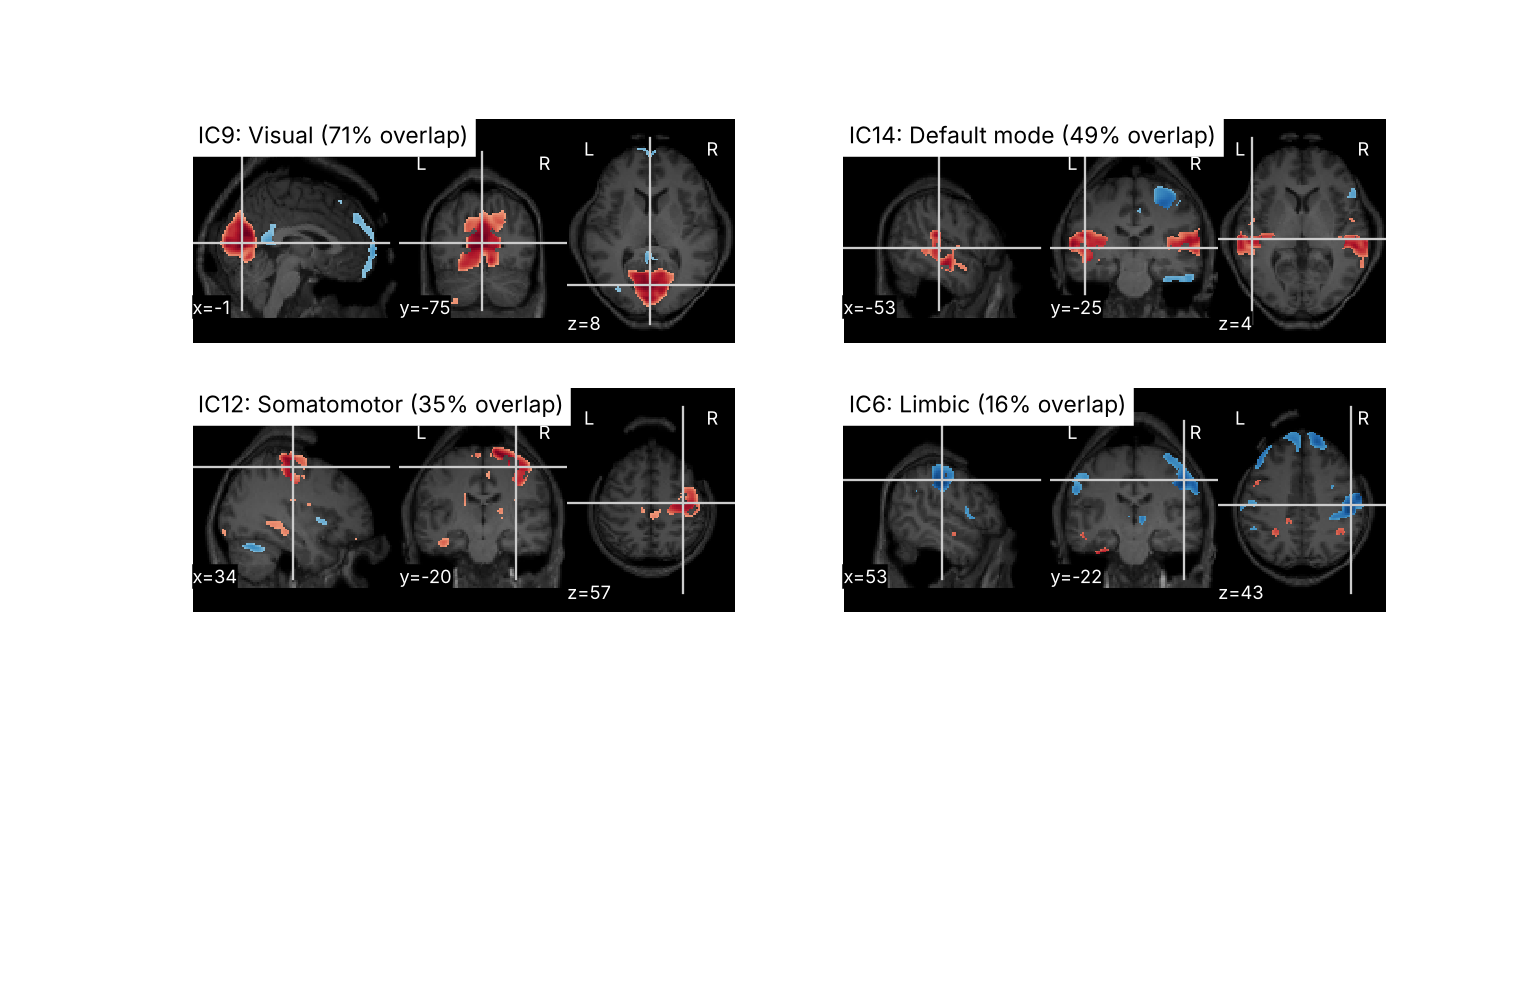 IC9: Visual (71% overlap)
L R L R
x=-1 y=-75 z=8
IC14: Default mode (49% overlap)
L R L R
x=-53 y=-25 z=4
IC12: Somatomotor (35% overlap)
L R L R
x=34 y=-20 z=57
IC6: Limbic (16% overlap)
L R L R
x=53 y=-22 z=43